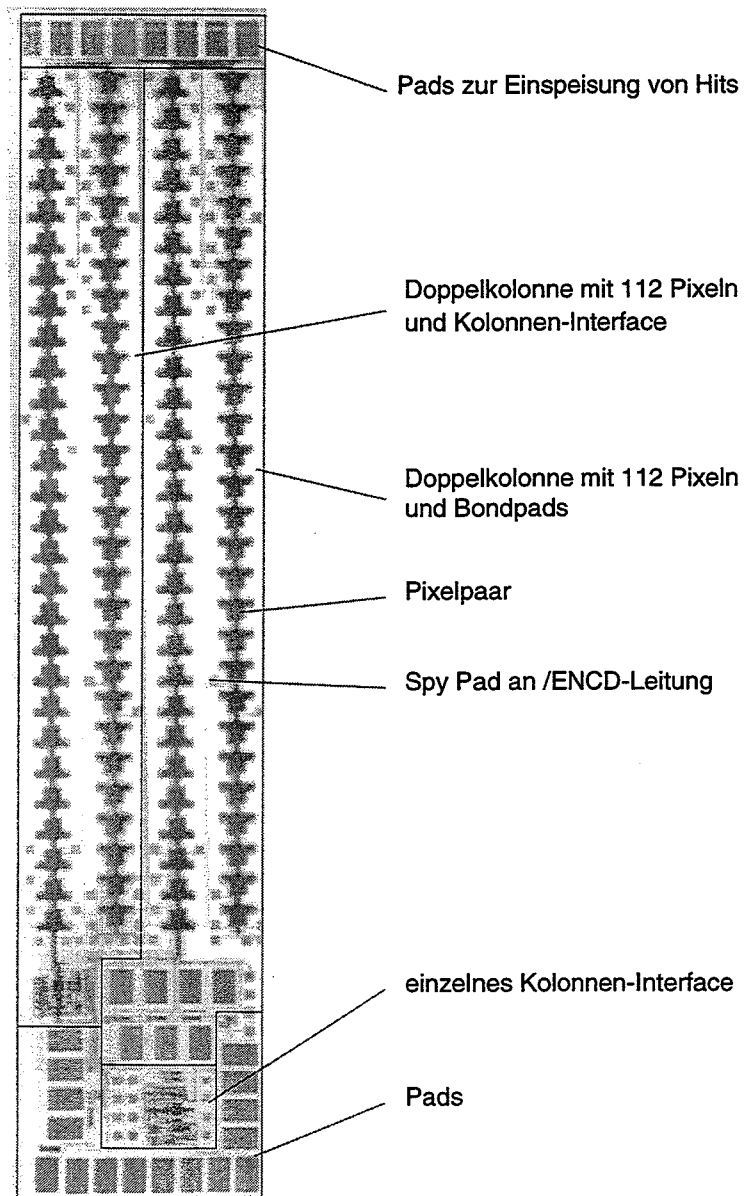 Pads zur Einspeisung von Hits
Doppelkolonne mit 112 Pixeln
und Kolonnen-Interface
Doppelkolonne mit 112 Pixeln
und Bondpads
Pixelpaar
Spy Pad an /ENCD-Leitung
einzelnes Kolonnen-Interface
Pads